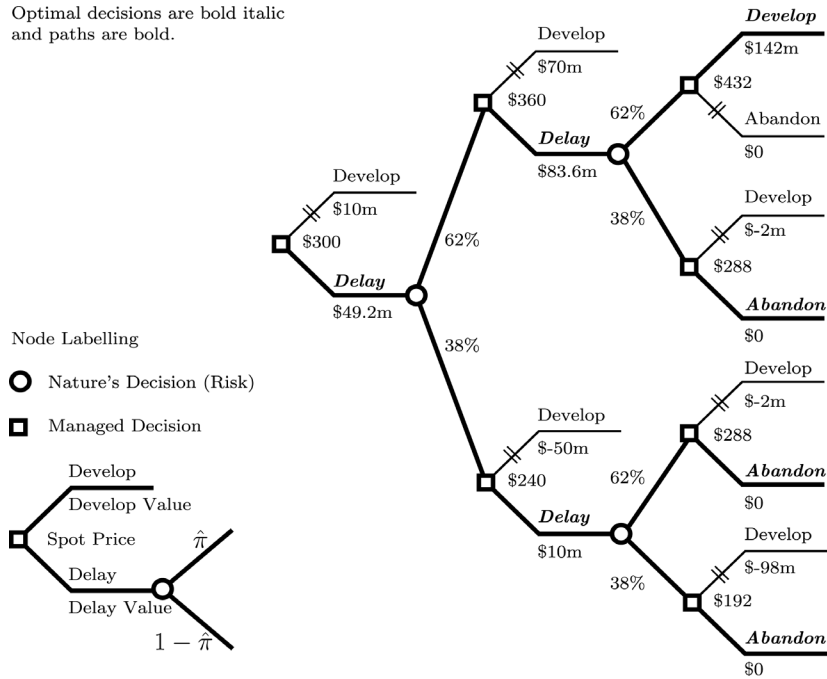 Optimal decisions are bold italic
and paths are bold.
Develop
$10m
$300
Delay
$49.2m
62%
38%
Develop
$70m
$360
Delay
$83.6m
62%
38%
Develop
$142m
$432
Abandon
$0
Develop
$-2m
$288
Abandon
$0
Develop
$-50m
$240
Delay
$10m
62%
38%
Develop
$-2m
$288
Abandon
$0
Develop
$-98m
$192
Abandon
$0
Node Labelling
Nature's Decision (Risk)
Managed Decision
Develop
Develop Value
Spot Price
Delay
Delay Value
π̂
1 − π̂